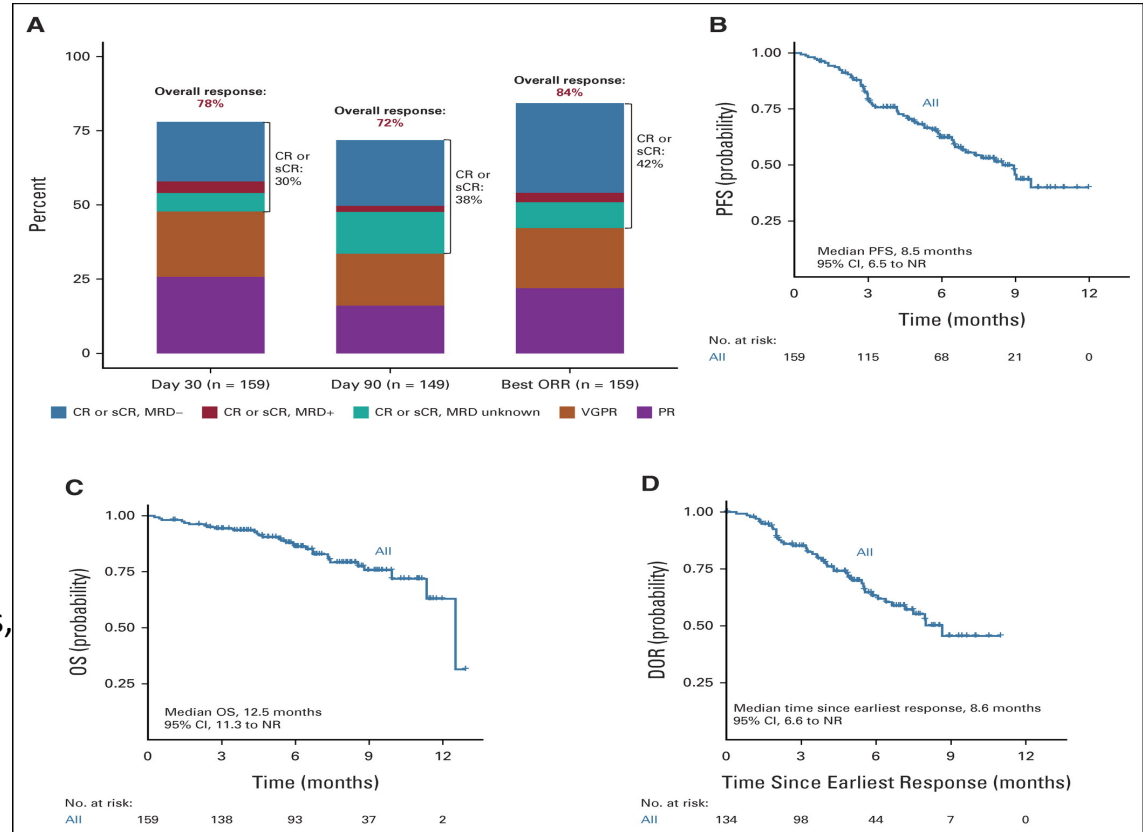 A
100
75
50
25
0
Percent
Overall response:
78%
CR or
sCR:
30%
Overall response:
72%
CR or
sCR:
38%
Overall response:
84%
CR or
sCR:
42%
Day 30 (n = 159)
Day 90 (n = 149)
Best ORR (n = 159)
CR or sCR, MRD–
CR or sCR, MRD+
CR or sCR, MRD unknown
VGPR
PR
B
1.00
0.75
0.50
0.25
PFS (probability)
All
Median PFS, 8.5 months
95% CI, 6.5 to NR
0 3 6 9 12
Time (months)
No. at risk:
All 159 115 68 21 0
C
1.00
0.75
0.50
0.25
OS (probability)
All
Median OS, 12.5 months
95% CI, 11.3 to NR
0 3 6 9 12
Time (months)
No. at risk:
All 159 138 93 37 2
D
1.00
0.75
0.50
0.25
DOR (probability)
All
Median time since earliest response, 8.6 months
95% CI, 6.6 to NR
0 3 6 9 12
Time Since Earliest Response (months)
No. at risk:
All 134 98 44 7 0